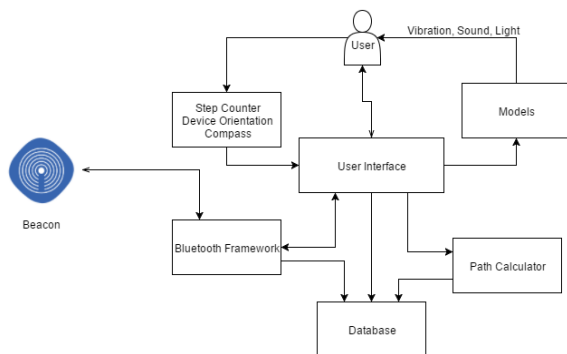 Vibration, Sound, Light
User
Step Counter
Device Orientation
Compass
Models
User Interface
Beacon
Bluetooth Framework
Path Calculator
Database